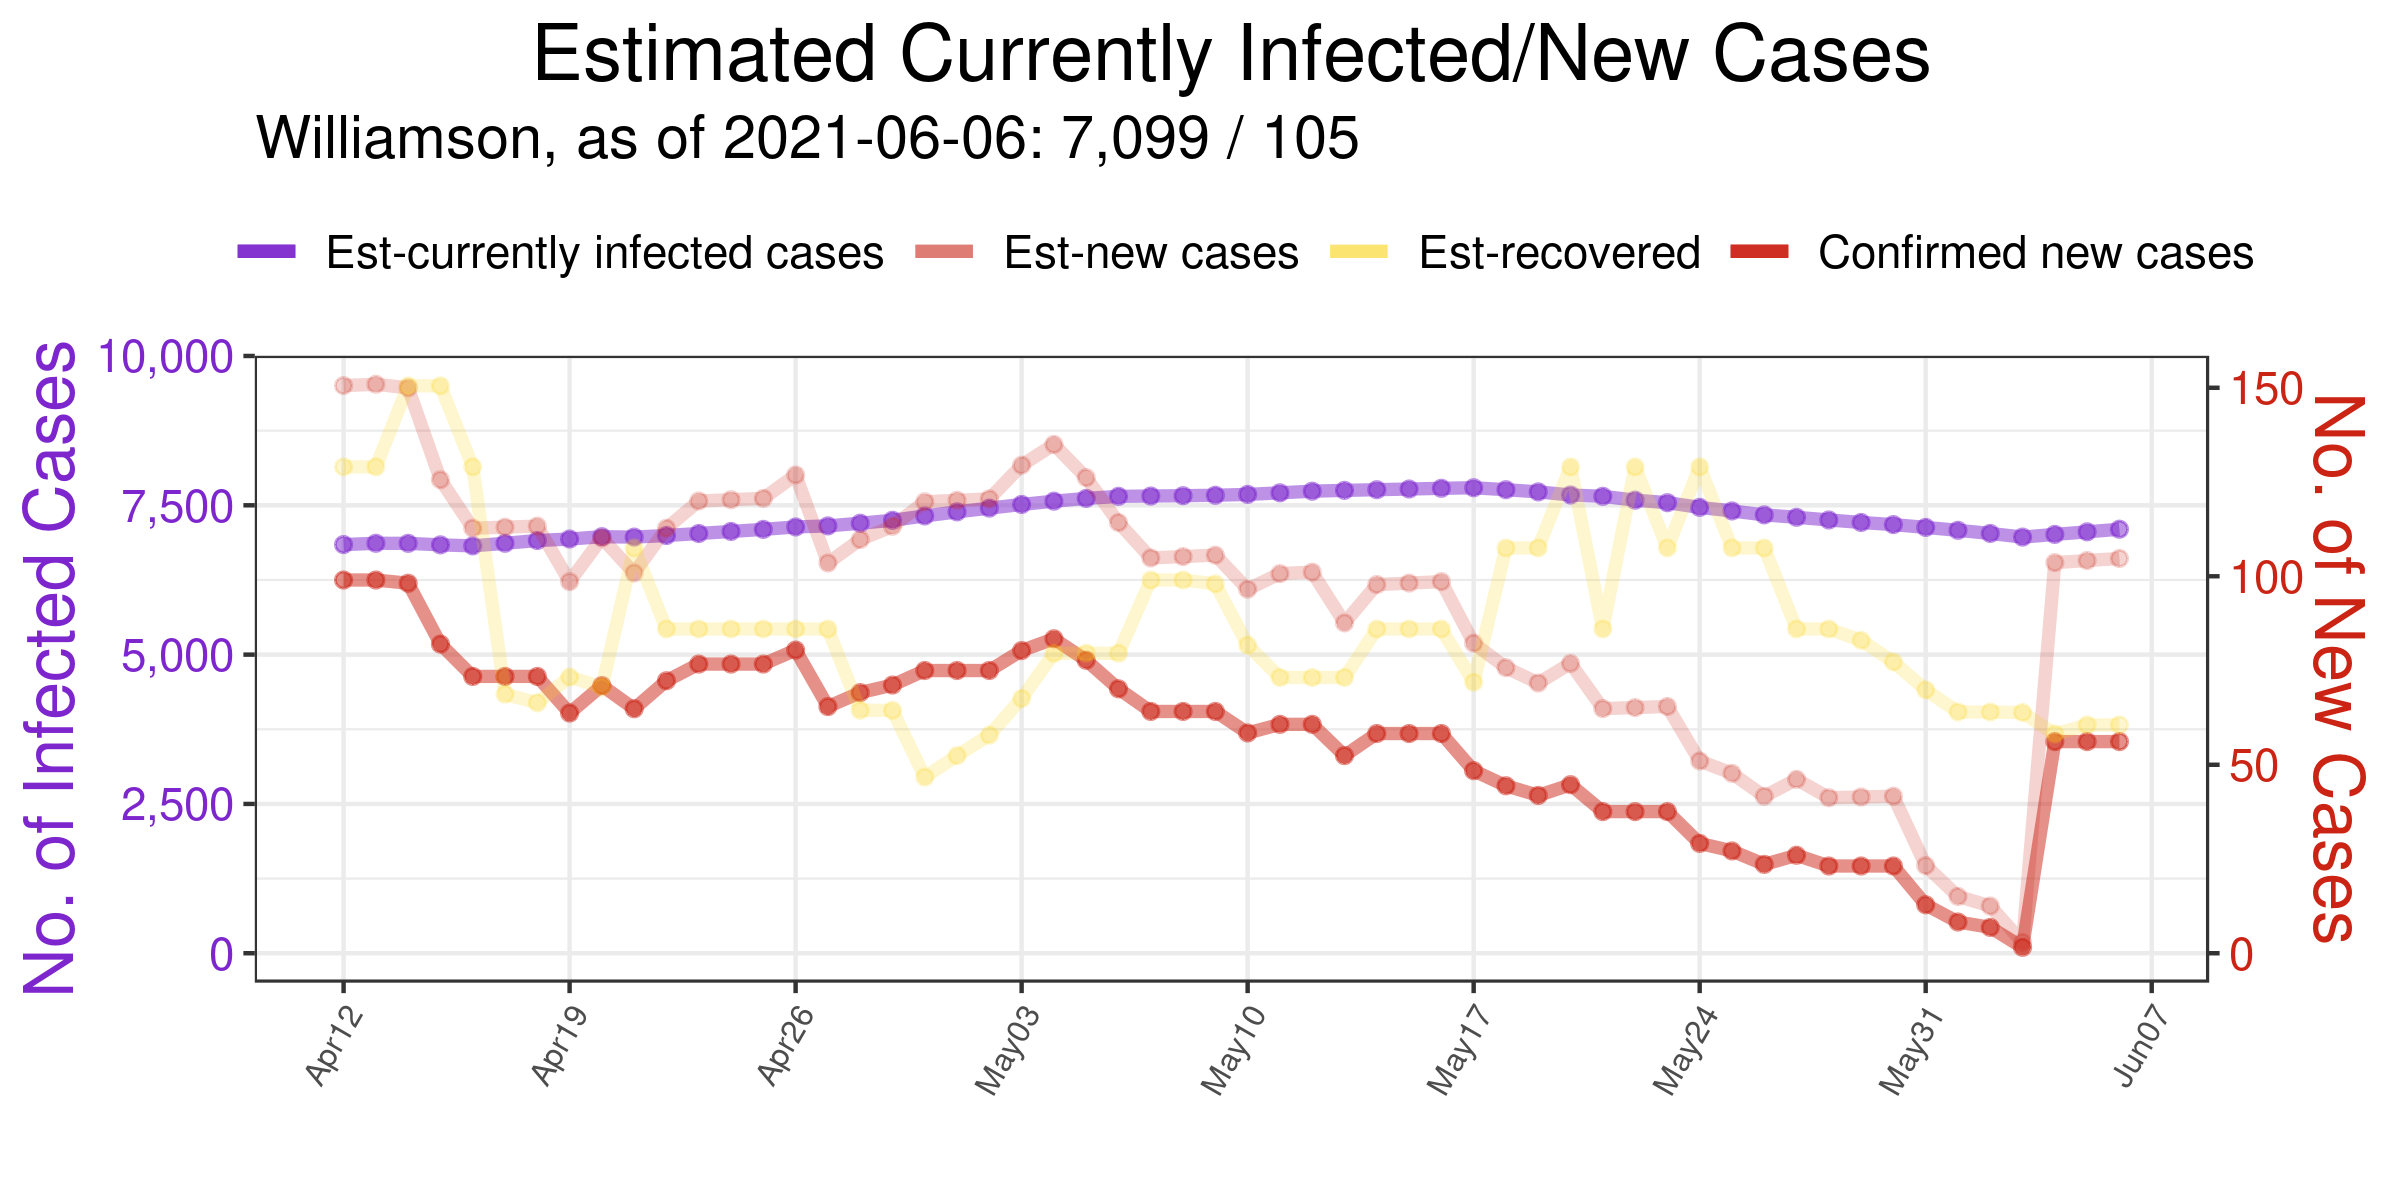 Estimated Currently Infected/New Cases
Williamson, as of 2021-06-06: 7,099 / 105
Est-currently infected cases Est-new cases Est-recovered Confirmed new cases
No. of Infected Cases
10,000
7,500
5,000
2,500
0
150
100
50
0
No. of New Cases
Apr12 Apr19 Apr26 May03 May10 May17 May24 May31 Jun07